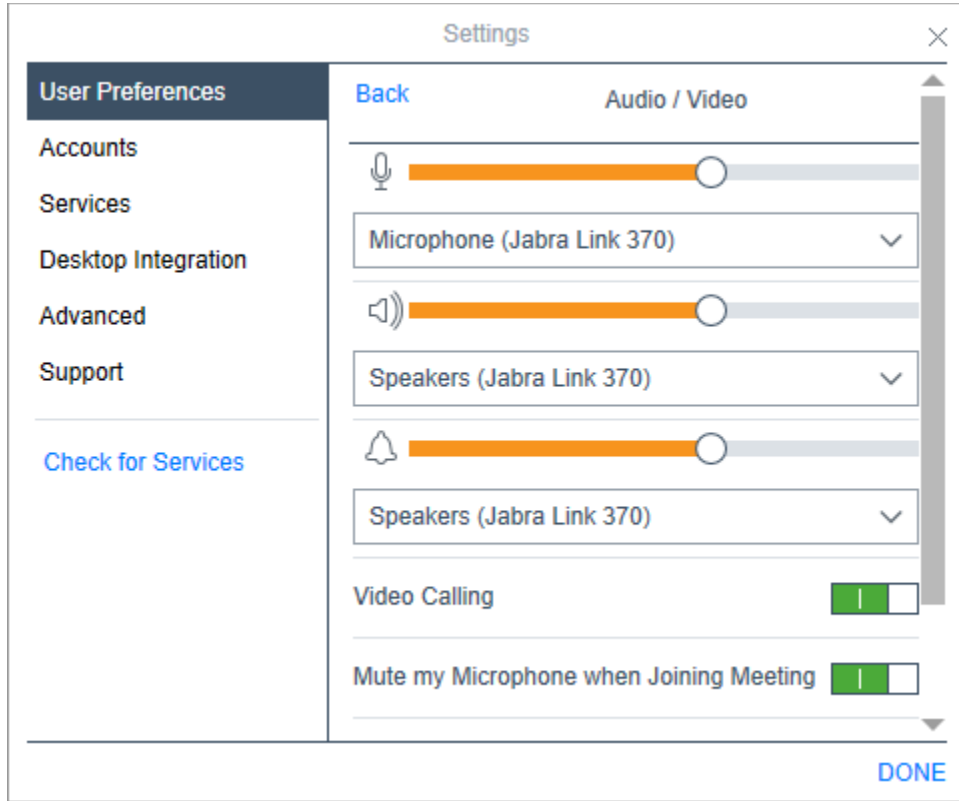 Settings
User Preferences
Accounts
Services
Desktop Integration
Advanced
Support
Check for Services
Back
Audio / Video
Microphone (Jabra Link 370)
Speakers (Jabra Link 370)
Speakers (Jabra Link 370)
Video Calling
Mute my Microphone when Joining Meeting
DONE